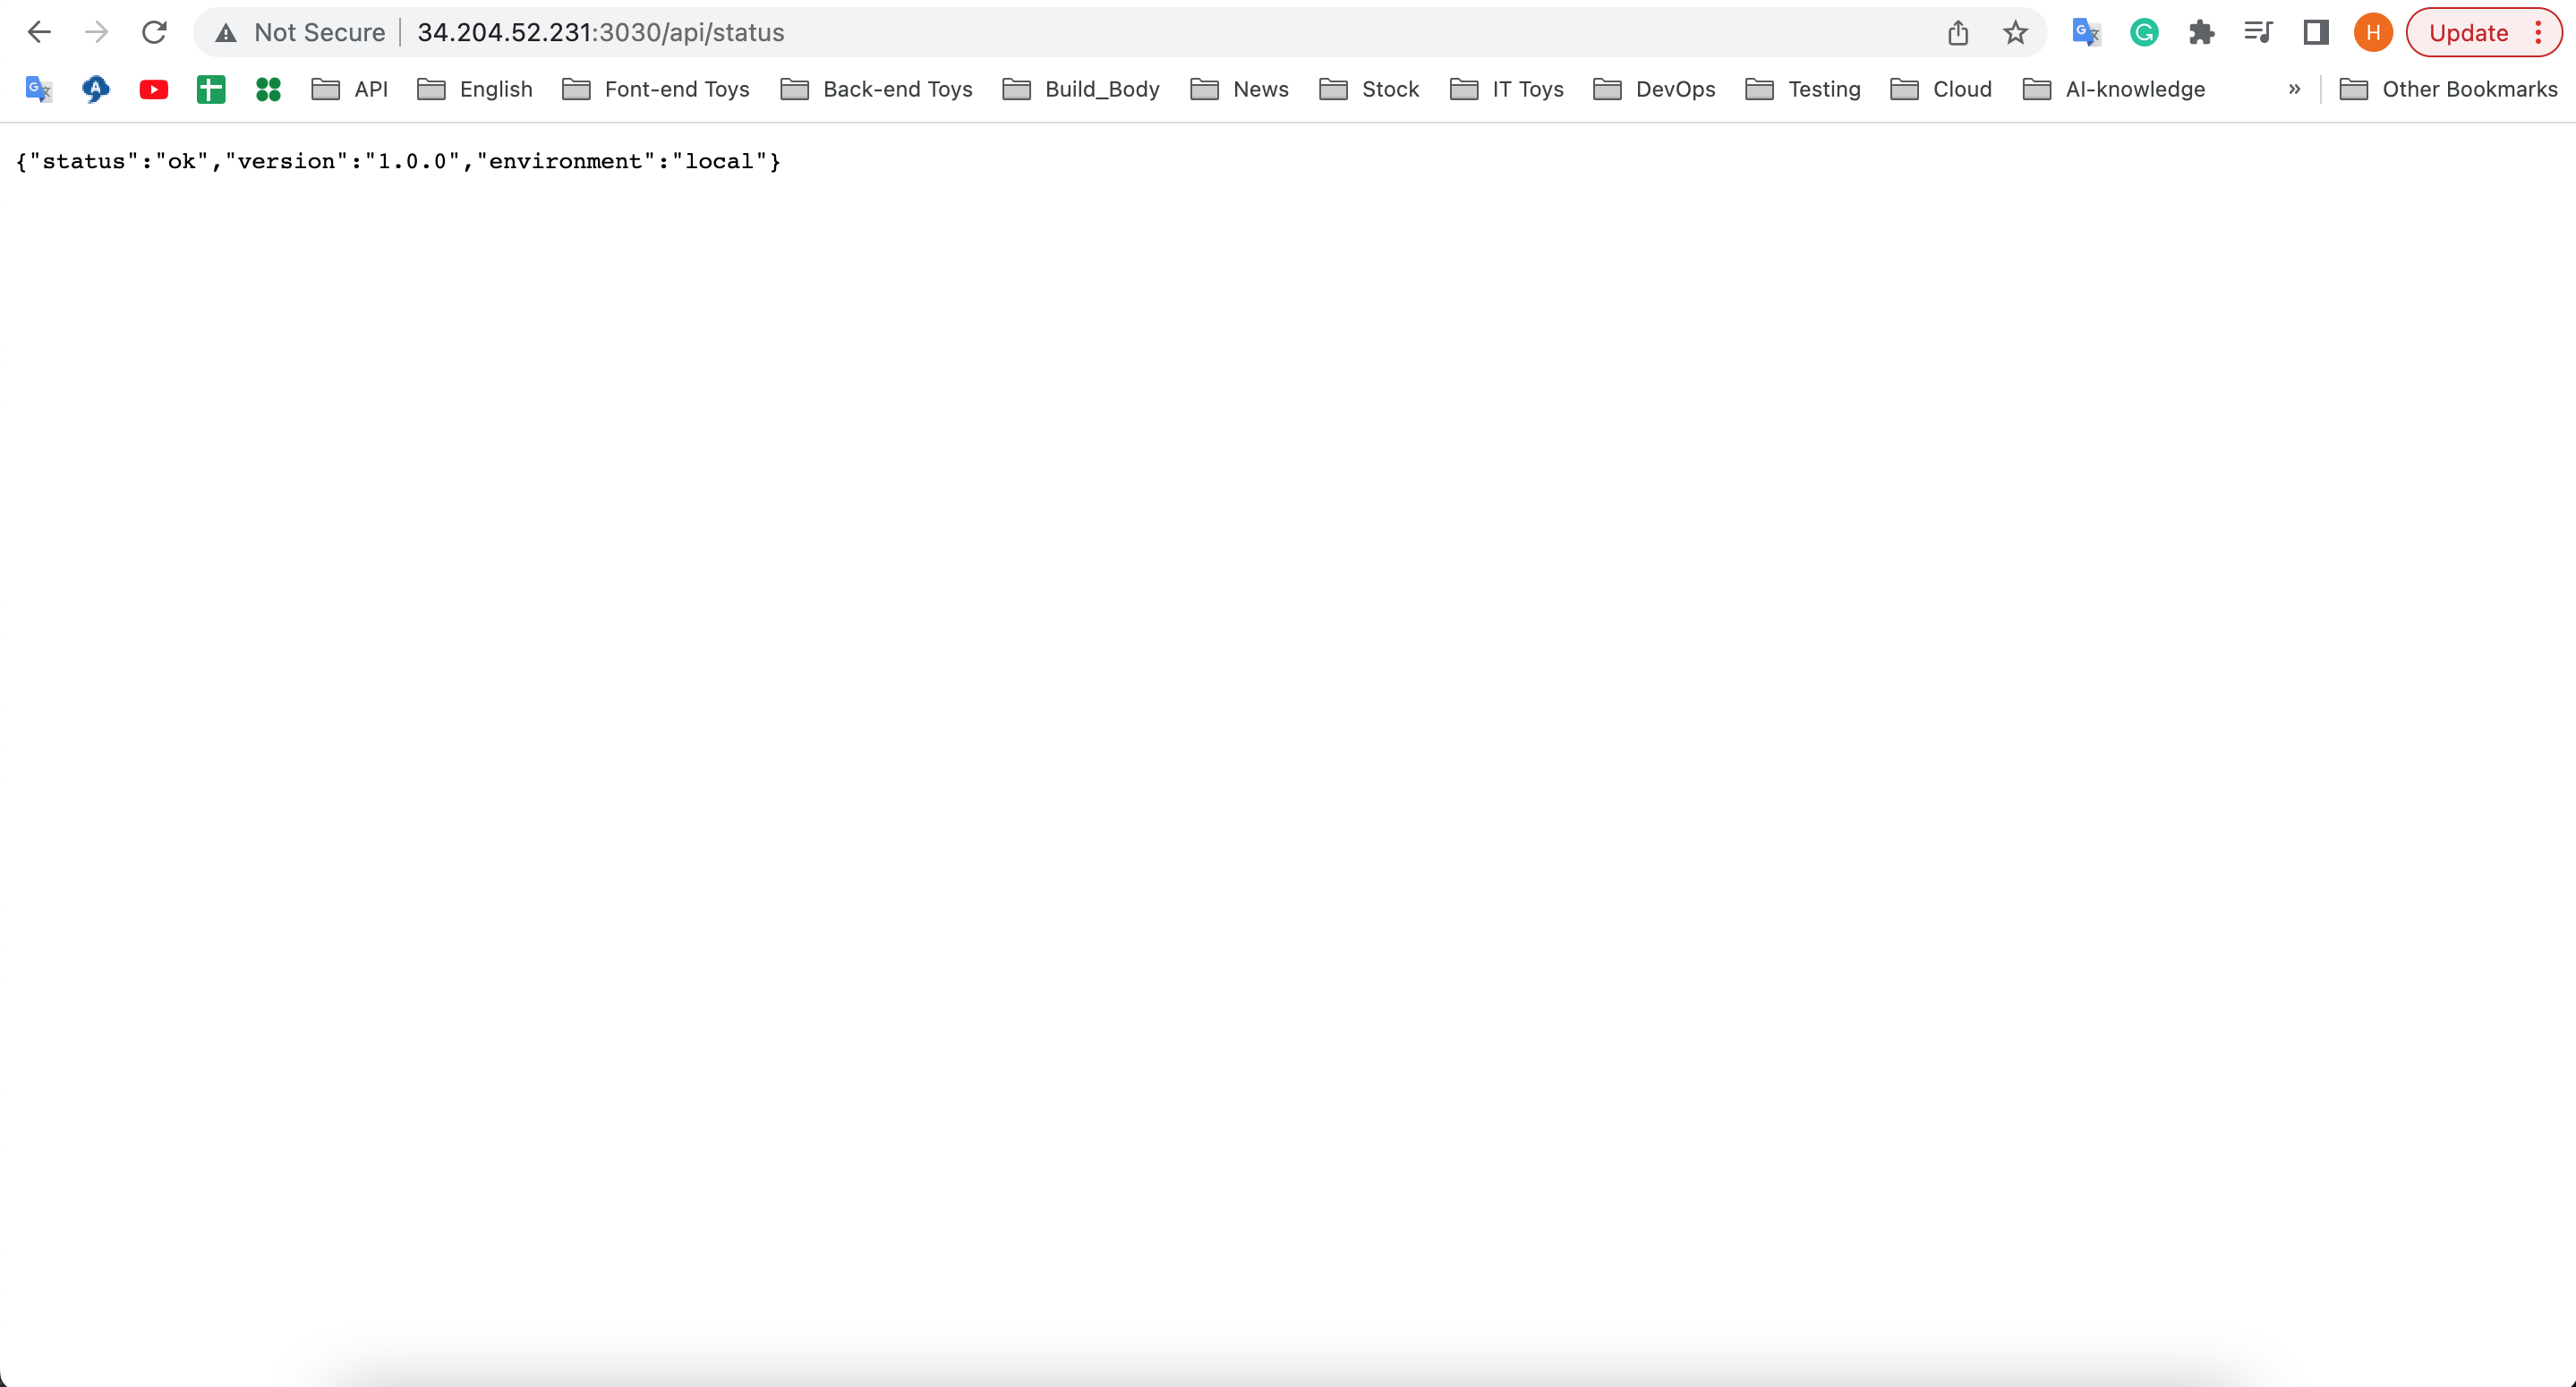 Not Secure 34.204.52.231:3030/api/status H Update
API English Font-end Toys Back-end Toys Build_Body News Stock IT Toys DevOps Testing Cloud AI-knowledge » Other Bookmarks
{"status":"ok","version":"1.0.0","environment":"local"}